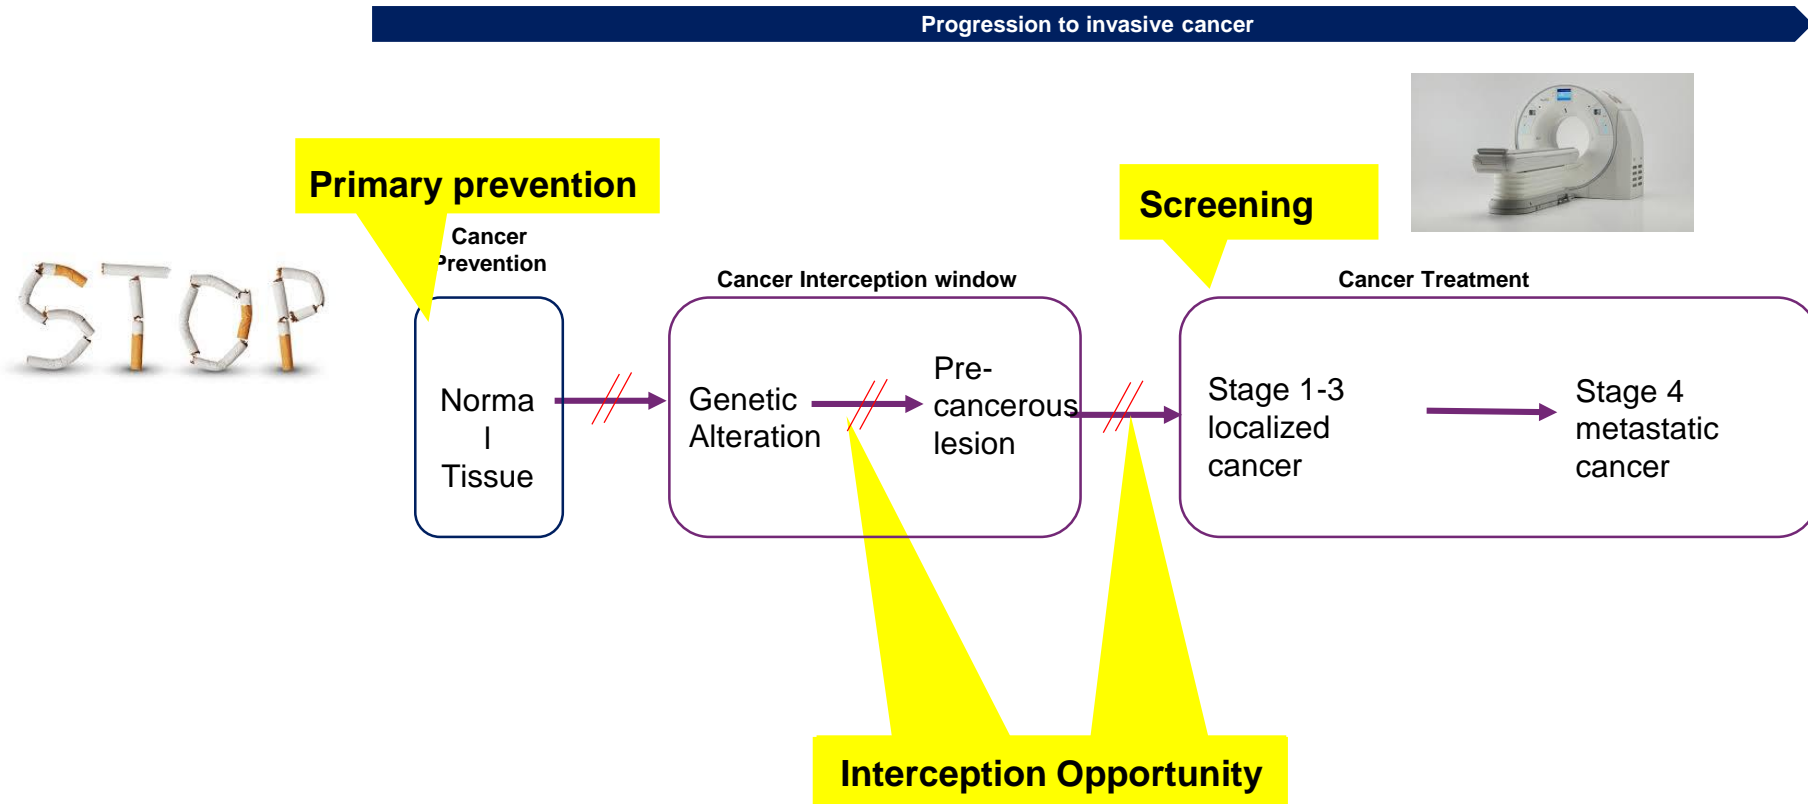 Progression to invasive cancer
Primary prevention
Screening
Cancer
Prevention
Cancer Interception window
Cancer Treatment
STOP
Norma
l
Tissue
Genetic
Alteration
Pre-
cancerous
lesion
Stage 1-3
localized
cancer
Stage 4
metastatic
cancer
Interception Opportunity